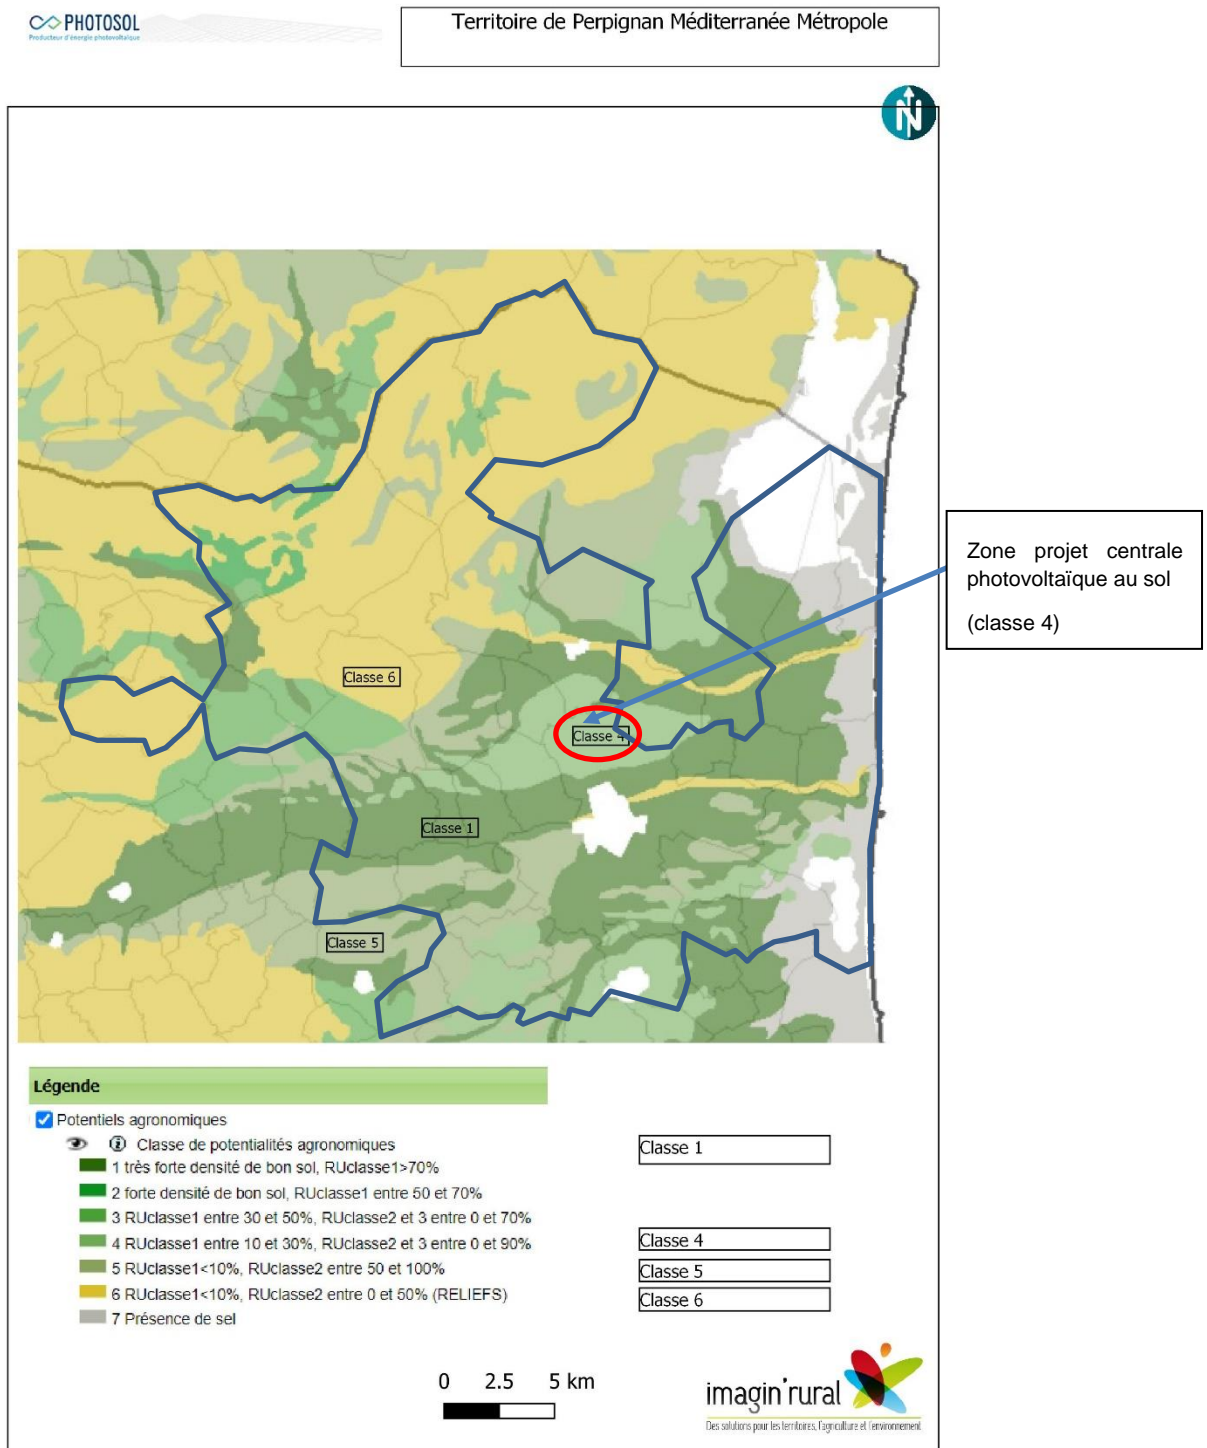 PHOTOSOL
Producteur d'énergie photovoltaïque
Territoire de Perpignan Méditerranée Métropole
N
Zone projet centrale
photovoltaïque au sol
(classe 4)
Classe 6
Classe 4
Classe 1
Classe 5
Légende
Potentiels agronomiques
Classe de potentialités agronomiques
1 très forte densité de bon sol, RUclasse1>70%
2 forte densité de bon sol, RUclasse1 entre 50 et 70%
3 RUclasse1 entre 30 et 50%, RUclasse2 et 3 entre 0 et 70%
4 RUclasse1 entre 10 et 30%, RUclasse2 et 3 entre 0 et 90%
5 RUclasse1<10%, RUclasse2 entre 50 et 100%
6 RUclasse1<10%, RUclasse2 entre 0 et 50% (RELIEFS)
7 Présence de sel
Classe 1
Classe 4
Classe 5
Classe 6
0 2.5 5 km
imagin'rural
Des solutions pour les territoires, l'agriculture et l'environnement